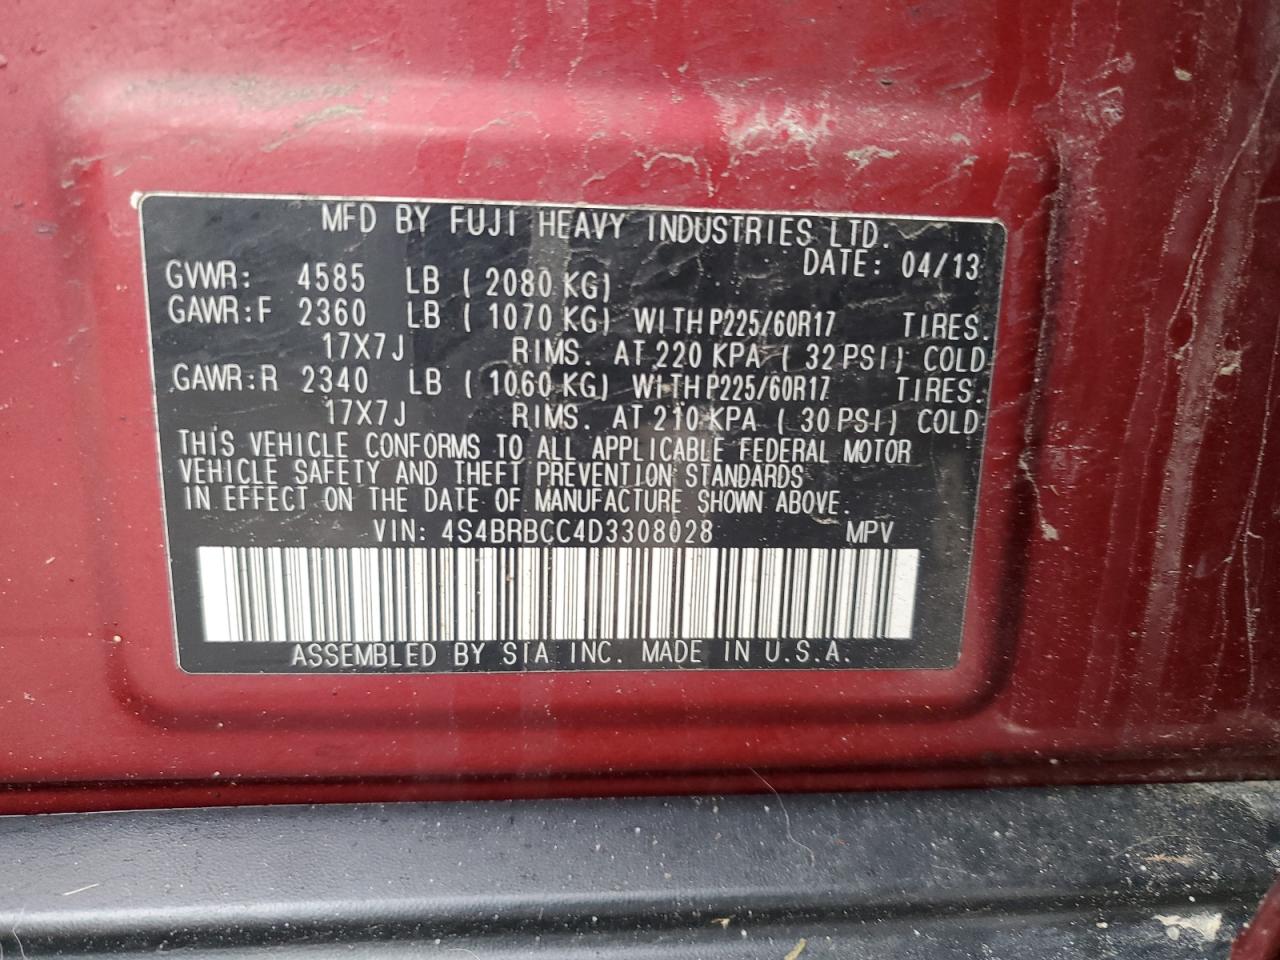 MFD BY FUJI HEAVY INDUSTRIES LTD.
DATE: 04/13
GVWR: 4585 LB ( 2080 KG)
GAWR:F 2360 LB ( 1070 KG) WITH P225/60R17 TIRES.
17X7J RIMS. AT 220 KPA ( 32 PSI) COLD
GAWR:R 2340 LB ( 1060 KG) WITH P225/60R17 TIRES.
17X7J RIMS. AT 210 KPA ( 30 PSI) COLD
THIS VEHICLE CONFORMS TO ALL APPLICABLE FEDERAL MOTOR
VEHICLE SAFETY AND THEFT PREVENTION STANDARDS
IN EFFECT ON THE DATE OF MANUFACTURE SHOWN ABOVE.
VIN: 4S4BRBCC4D3308028 MPV
ASSEMBLED BY SIA INC. MADE IN U.S.A.